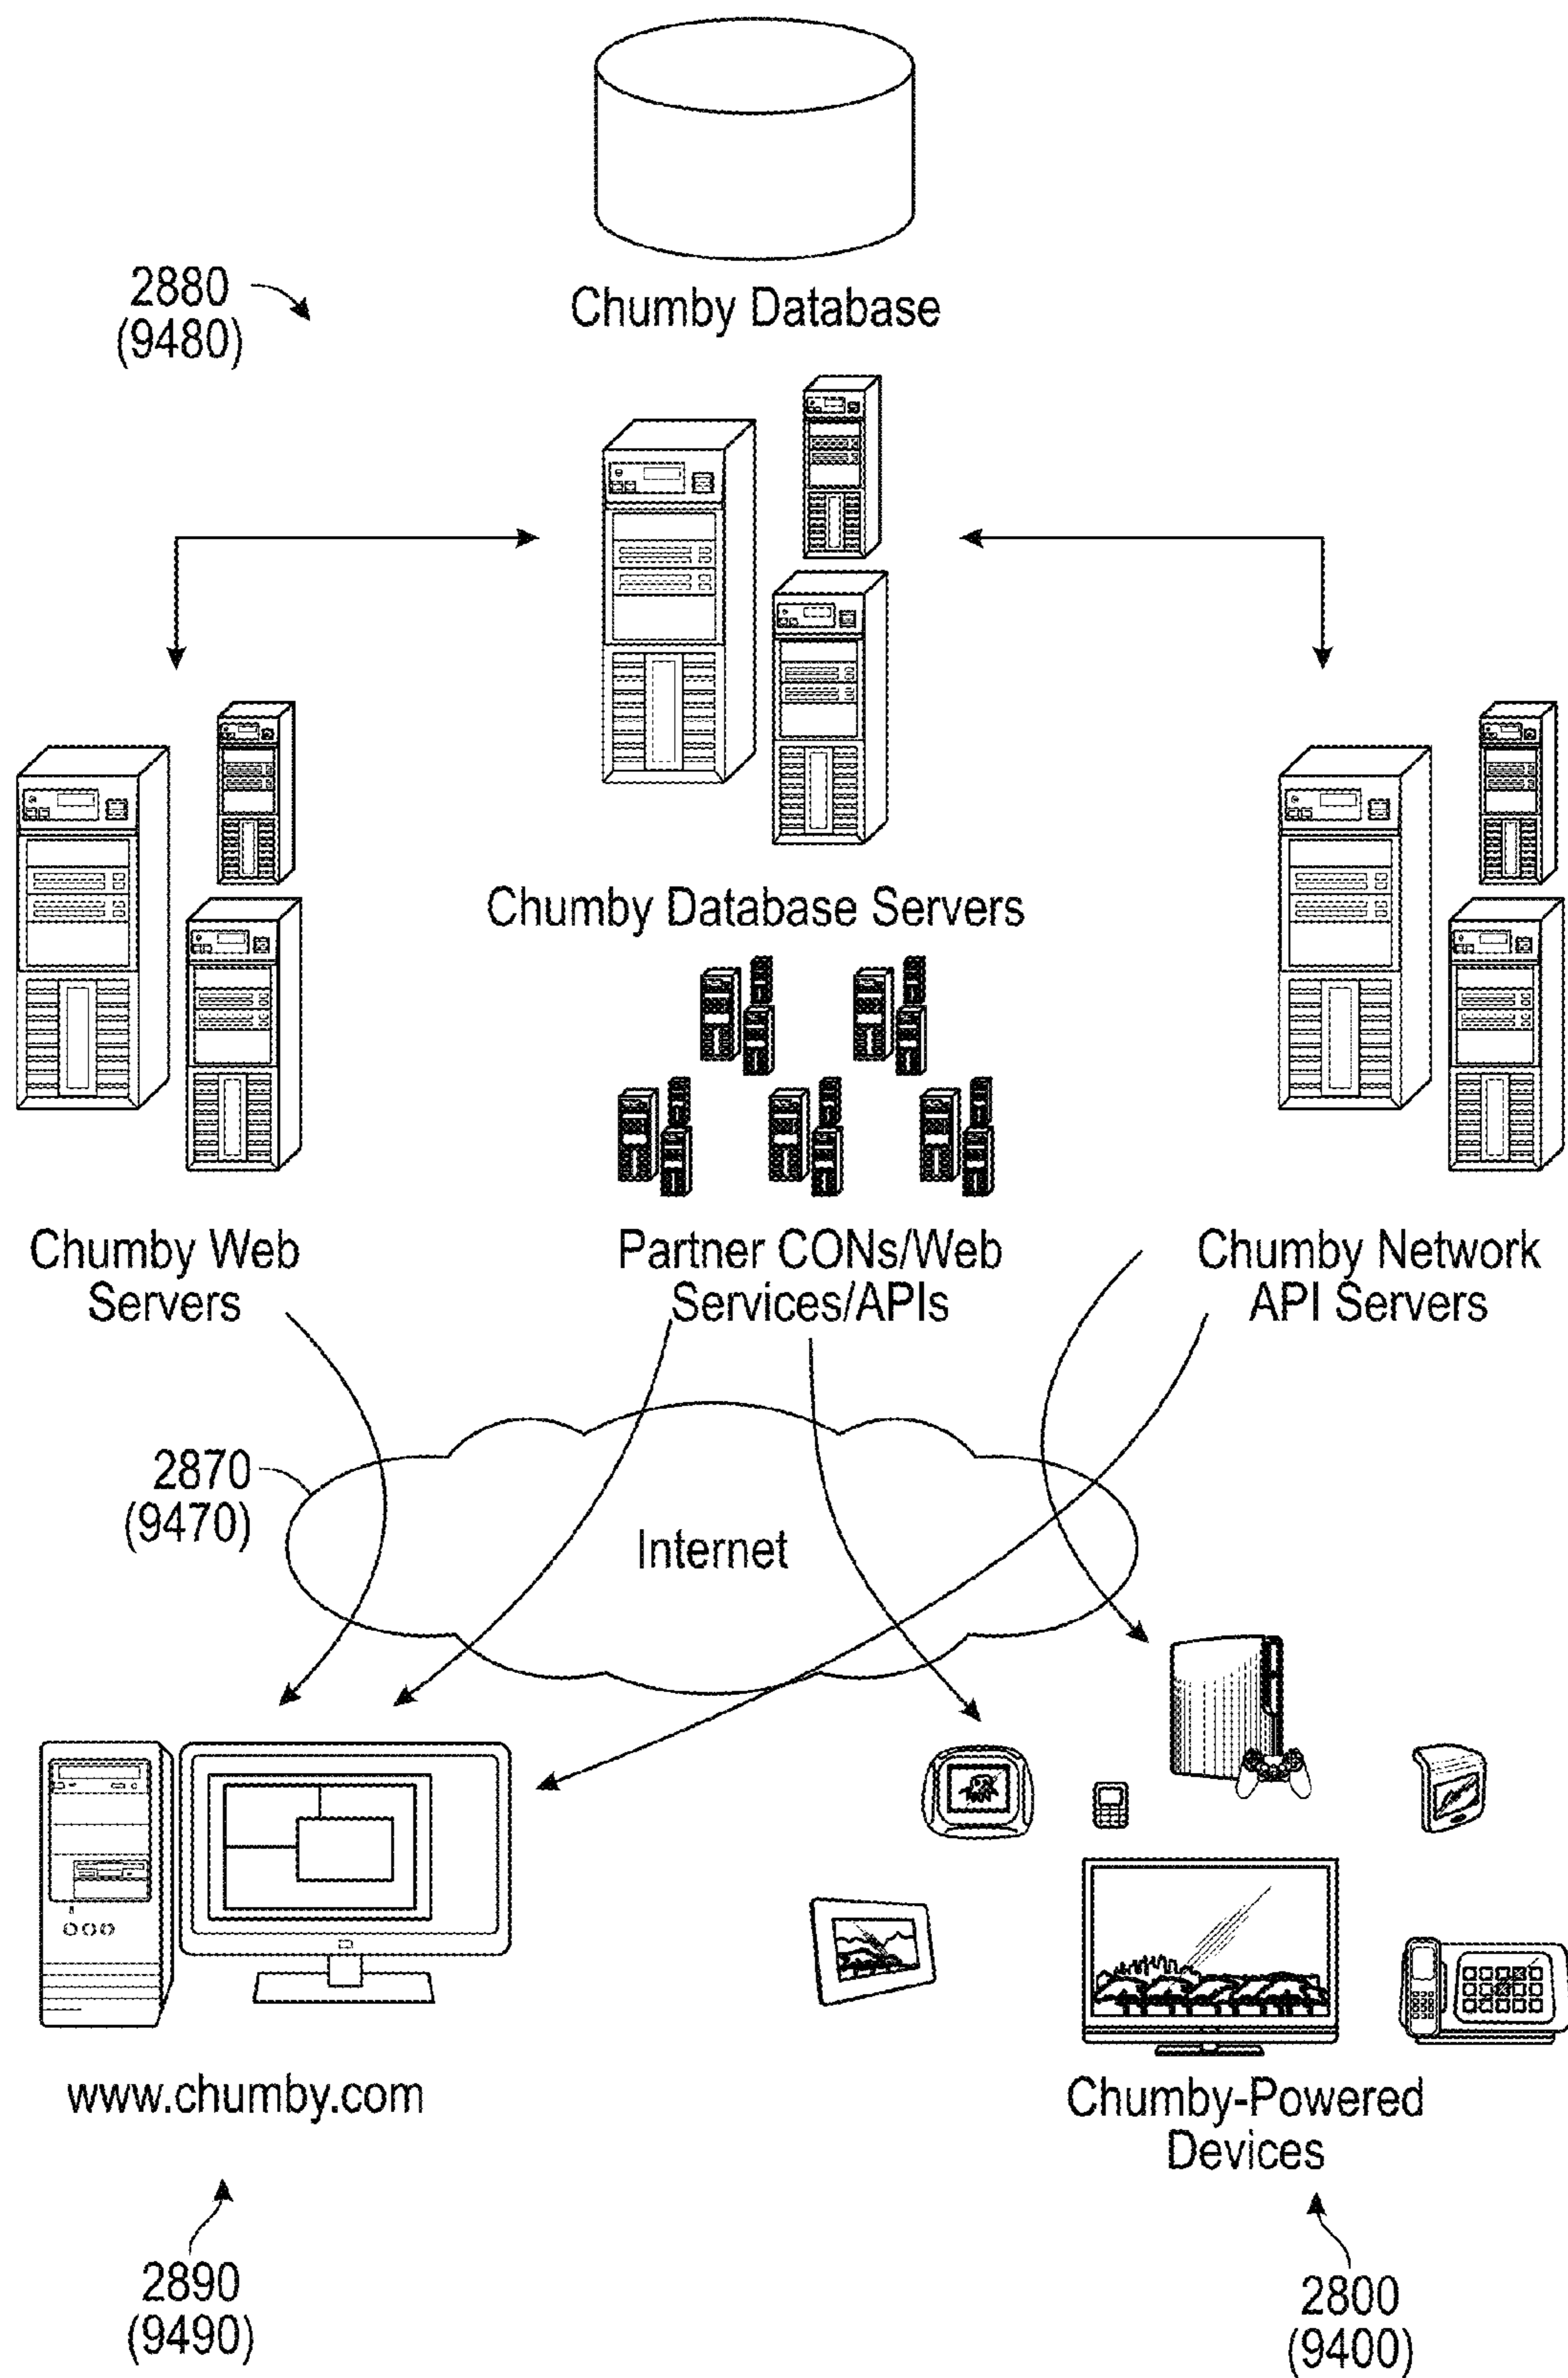 2880
(9480)
Chumby Database
Chumby Database Servers
Chumby Web
Servers
Partner CONs/Web
Services/APIs
Chumby Network
API Servers
2870
(9470)
Internet
www.chumby.com
Chumby-Powered
Devices
2890
(9490)
2800
(9400)